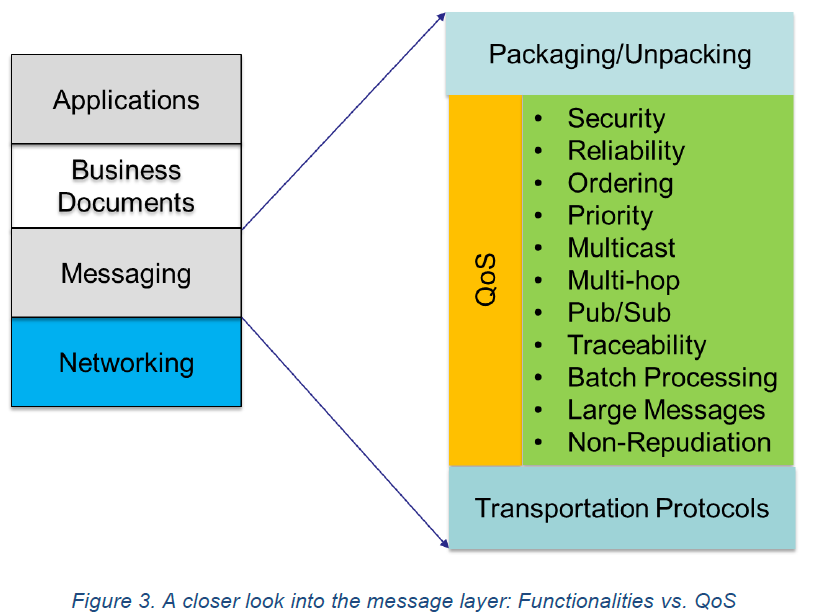 Applications
Business
Documents
Messaging
Networking
Packaging/Unpacking
QoS
• Security
• Reliability
• Ordering
• Priority
• Multicast
• Multi-hop
• Pub/Sub
• Traceability
• Batch Processing
• Large Messages
• Non-Repudiation
Transportation Protocols
Figure 3. A closer look into the message layer: Functionalities vs. QoS